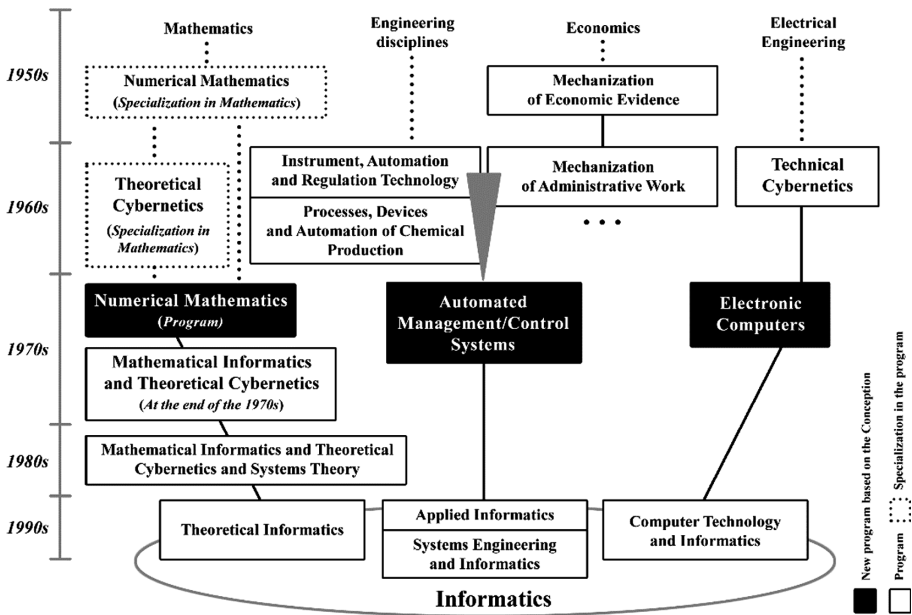 Mathematics
Engineering
disciplines
Economics
Electrical
Engineering
1950s
Numerical Mathematics
(Specialization in Mathematics)
Mechanization
of Economic Evidence
1960s
Theoretical
Cybernetics
(Specialization in
Mathematics)
Instrument, Automation
and Regulation Technology
Processes, Devices
and Automation of Chemical
Production
Mechanization
of Administrative Work
• • •
Technical
Cybernetics
1970s
Numerical Mathematics
(Program)
Automated
Management/Control
Systems
Electronic
Computers
Mathematical Informatics
and Theoretical Cybernetics
(At the end of the 1970s)
1980s
Mathematical Informatics and Theoretical
Cybernetics and Systems Theory
1990s
Theoretical Informatics
Applied Informatics
Systems Engineering
and Informatics
Computer Technology
and Informatics
Informatics
New program based on the Conception
Program
Specialization in the program